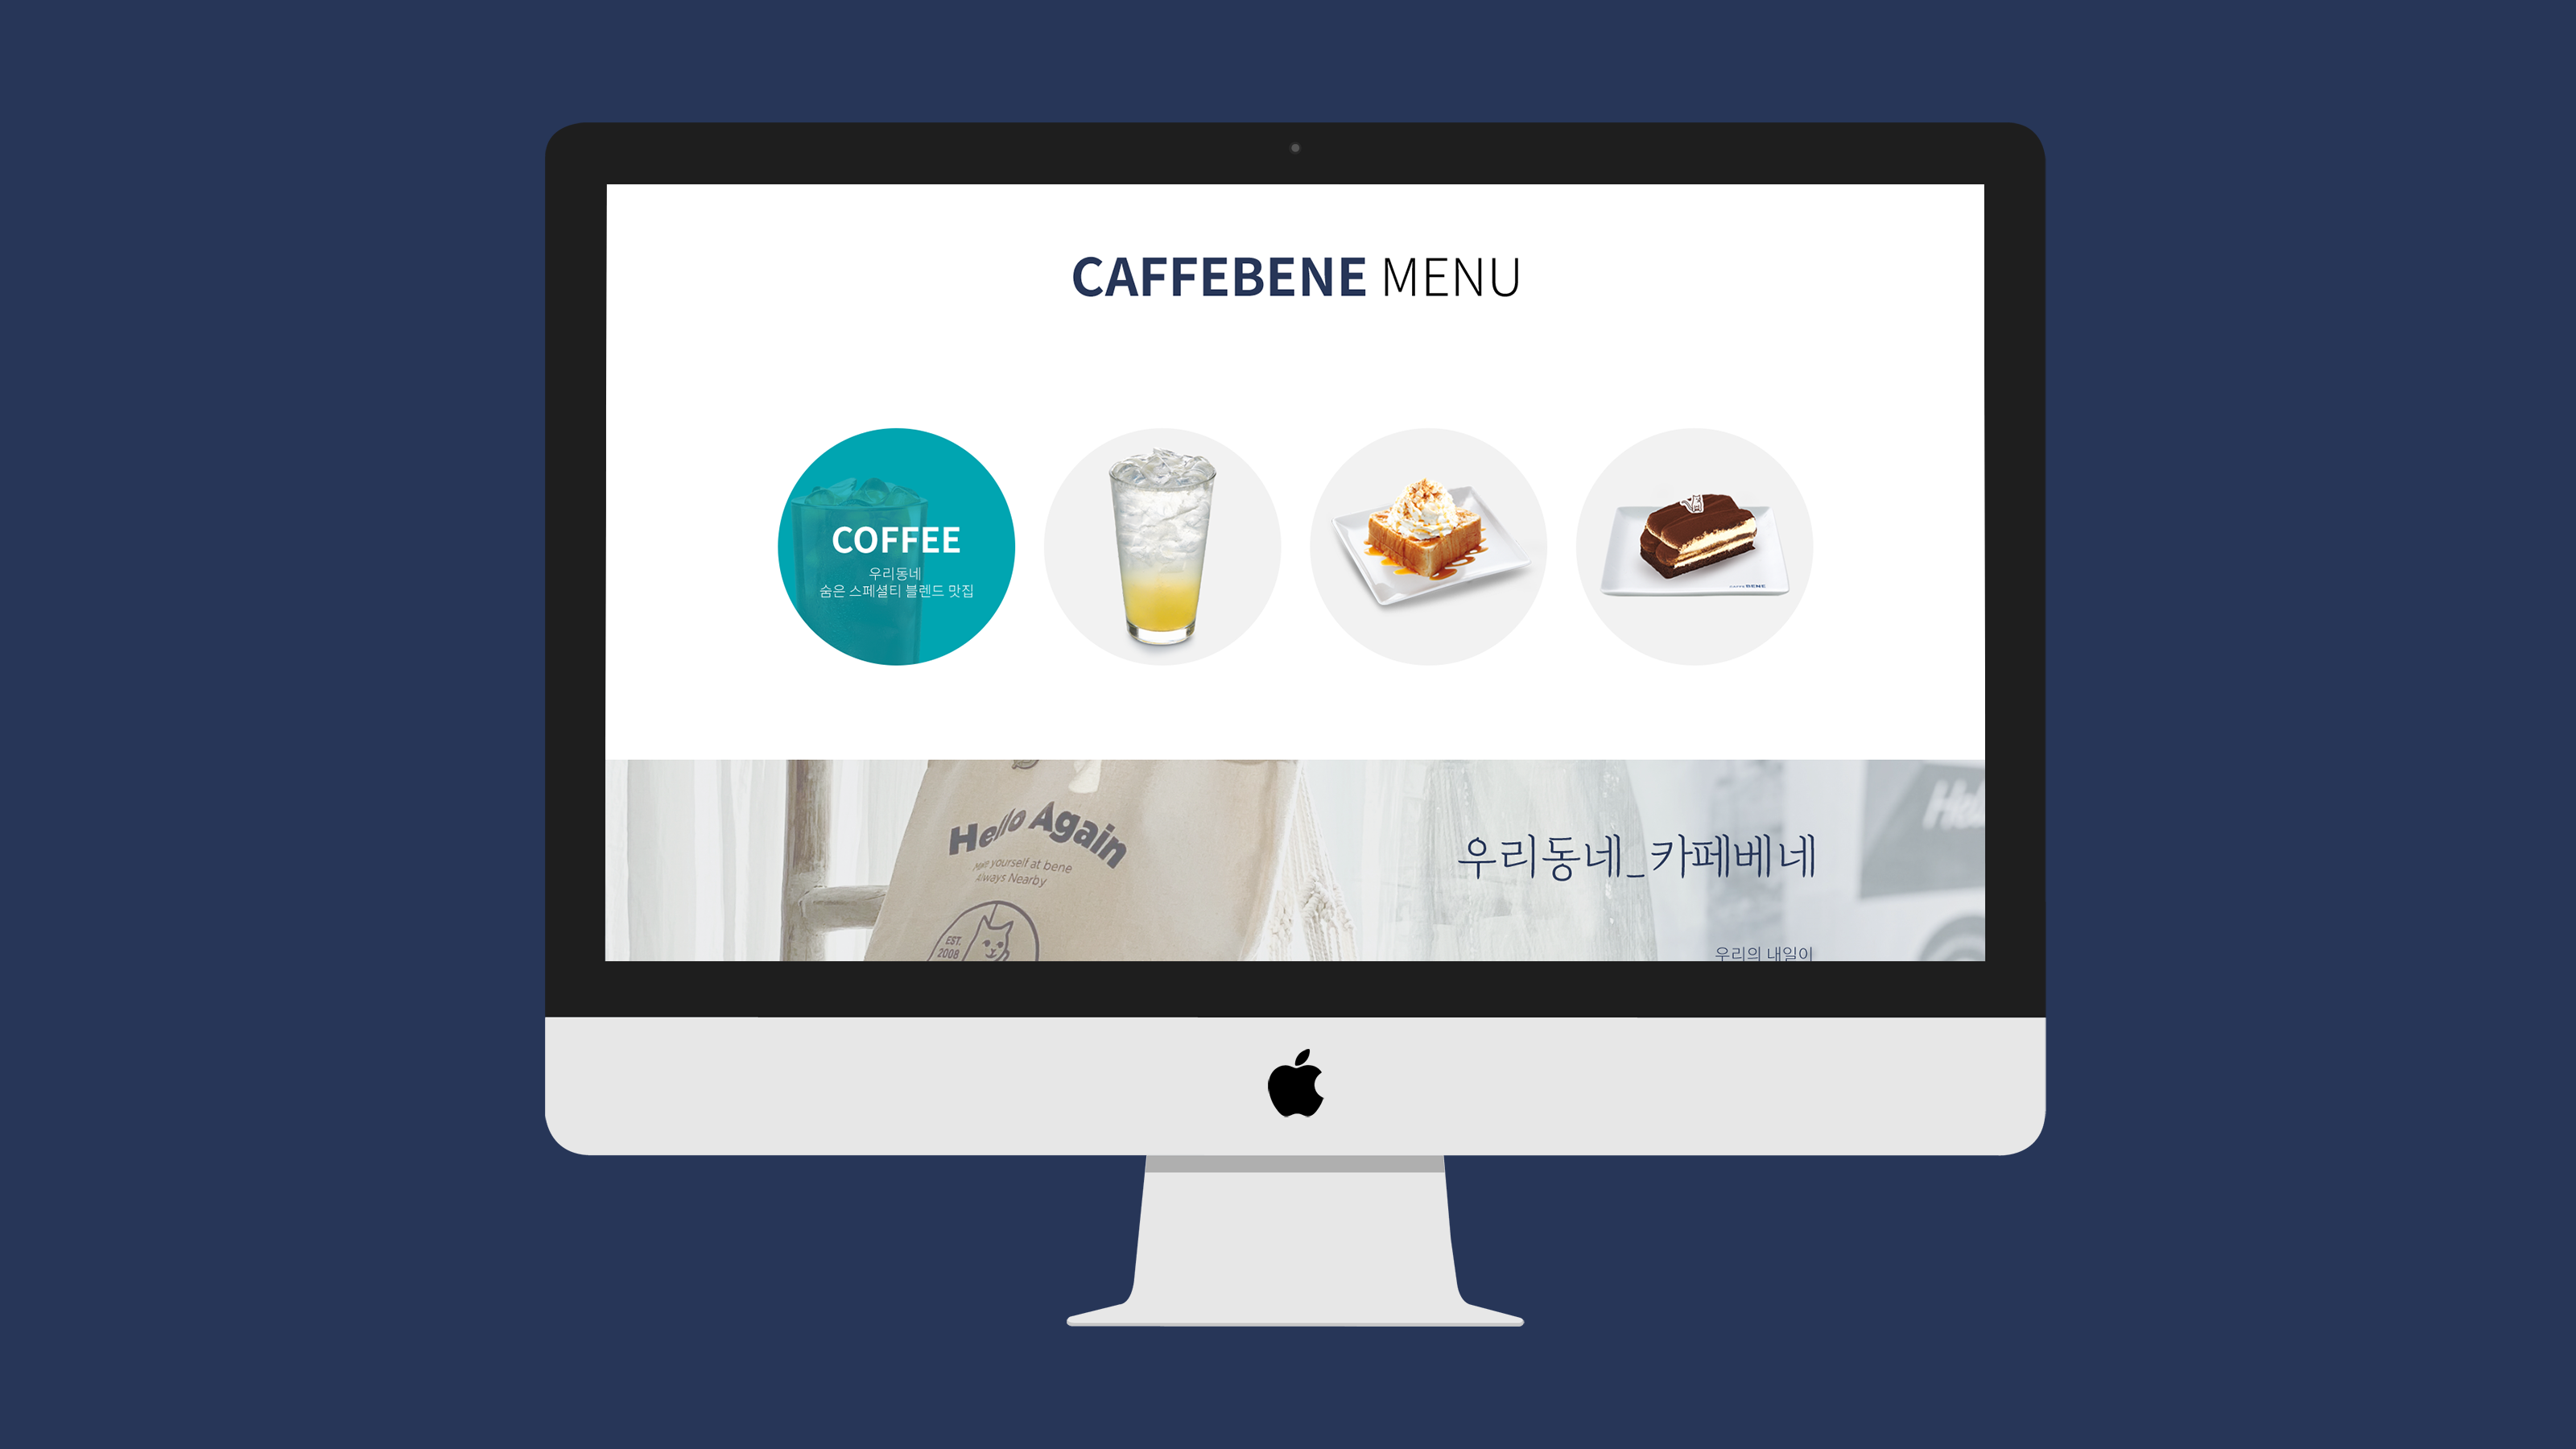 CAFFEBENE MENU
COFFEE
우리동네
숨은 스페셜티 블렌드 맛집
caffe BENE
Hello Again
yourself at bene
Always Nearby
EST.
2008
우리동네_카페베네
우리의 내일이